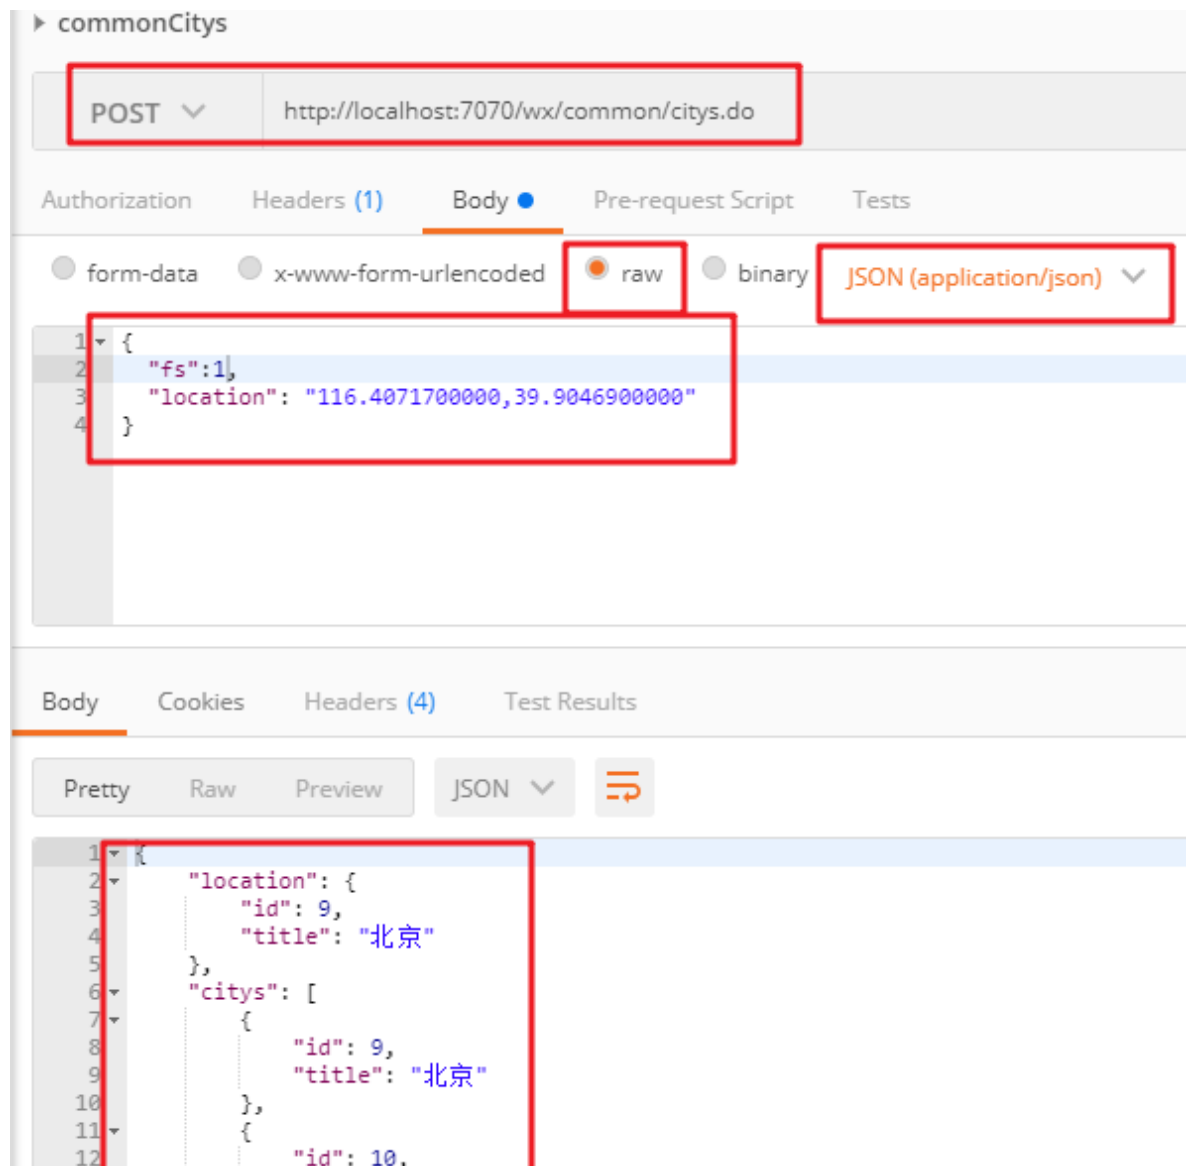 commonCitys
POST http://localhost:7070/wx/common/citys.do
Authorization Headers (1) Body Pre-request Script Tests
form-data x-www-form-urlencoded raw binary JSON (application/json)
1 {
2 "fs":1,
3 "location": "116.4071700000,39.9046900000"
4 }
Body Cookies Headers (4) Test Results
Pretty Raw Preview JSON
1 {
2 "location": {
3 "id": 9,
4 "title": "北京"
5 },
6 "citys": [
7 {
8 "id": 9,
9 "title": "北京"
10 },
11 {
12 "id": 10,